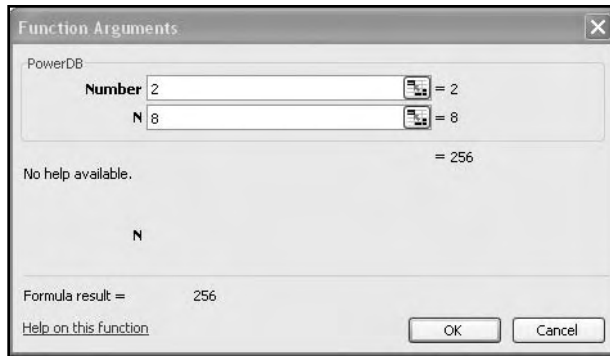 Function Arguments
PowerDB
Number 2 = 2
N 8 = 8
= 256
No help available.
N
Formula result = 256
Help on this function
OK Cancel